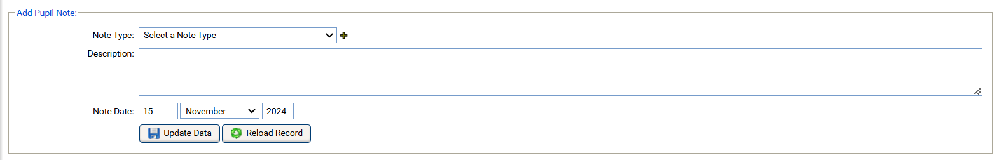 Add Pupil Note:
Note Type: Select a Note Type
Description:
Note Date: 15 November 2024
Update Data Reload Record